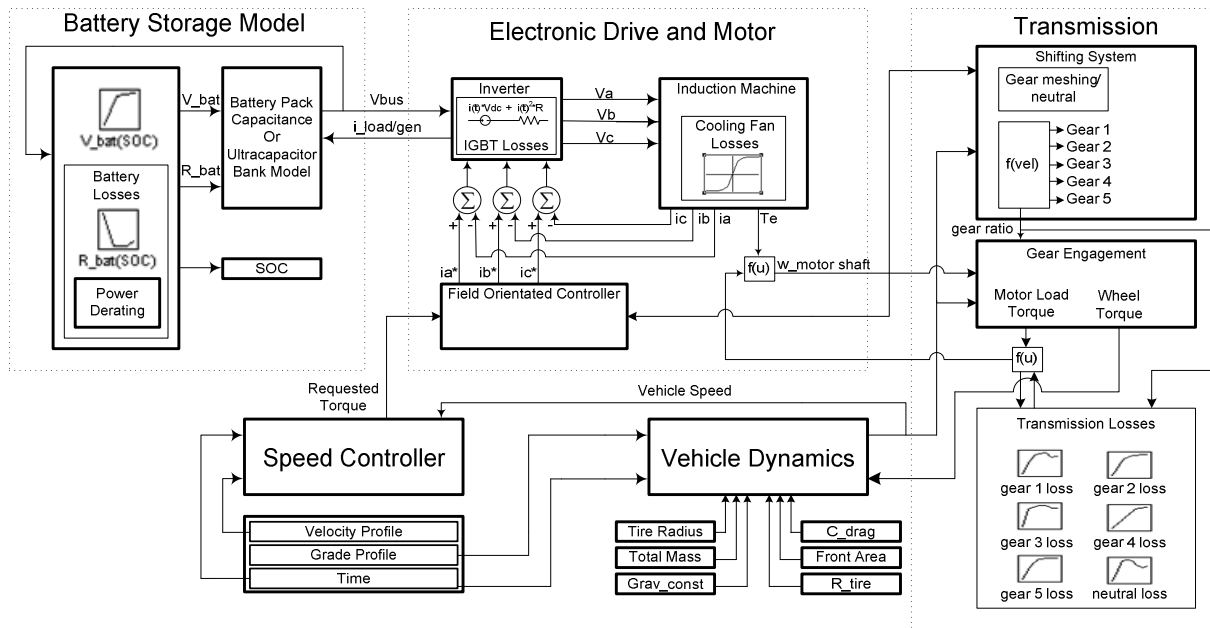 Battery Storage Model
V_bat(SOC)
Battery
Losses
R_bat(SOC)
Power
Derating
V_bat
R_bat
Battery Pack
Capacitance
Or
Ultracapacitor
Bank Model
SOC
Vbus
i_load/gen
Electronic Drive and Motor
Inverter
i(t)*Vdc + i(t)²*R
IGBT Losses
Va
Vb
Vc
Induction Machine
Cooling Fan
Losses
Σ
Σ
Σ
+
-
+
-
+
-
ic
ib
ia
Te
ia*
ib*
ic*
f(u)
w_motor shaft
Field Orientated Controller
Transmission
Shifting System
Gear meshing/
neutral
f(vel)
Gear 1
Gear 2
Gear 3
Gear 4
Gear 5
gear ratio
Gear Engagement
Motor Load
Torque
Wheel
Torque
f(u)
Transmission Losses
gear 1 loss
gear 2 loss
gear 3 loss
gear 4 loss
gear 5 loss
neutral loss
Requested
Torque
Vehicle Speed
Speed Controller
Vehicle Dynamics
Velocity Profile
Grade Profile
Time
Tire Radius
Total Mass
Grav_const
C_drag
Front Area
R_tire